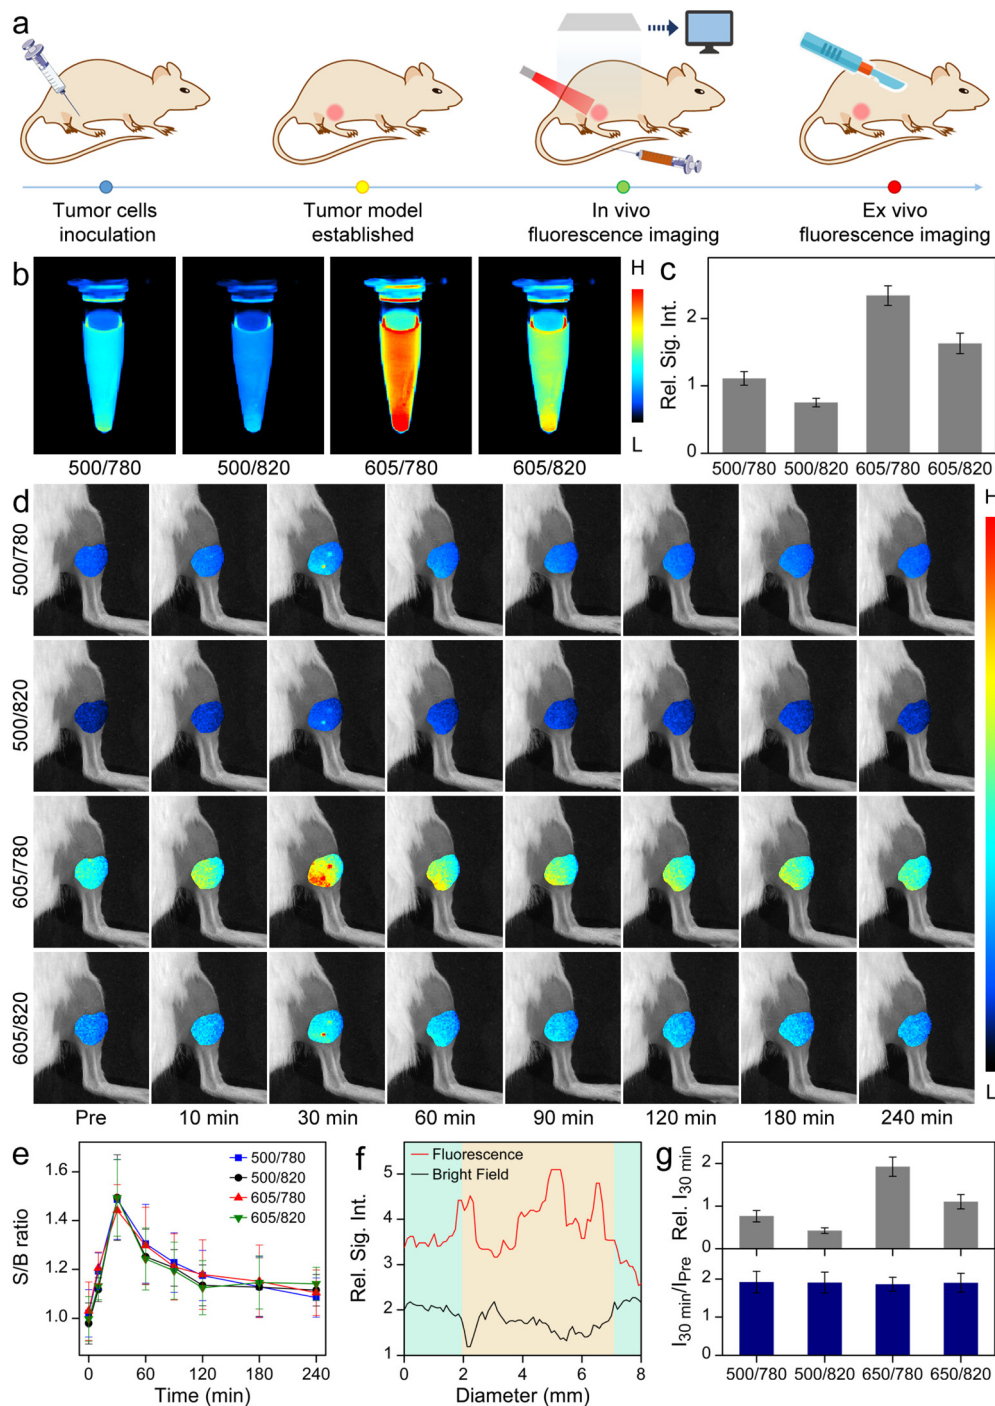 a
Tumor cells
inoculation
Tumor model
established
In vivo
fluorescence imaging
Ex vivo
fluorescence imaging
b
H
L
500/780
500/820
605/780
605/820
c
Rel. Sig. Int.
2
1
0
500/780
500/820
605/780
605/820
d
H
L
500/780
500/820
605/780
605/820
Pre
10 min
30 min
60 min
90 min
120 min
180 min
240 min
e
S/B ratio
1.6
1.4
1.2
1.0
500/780
500/820
605/780
605/820
0
60
120
180
240
Time (min)
f
Rel. Sig. Int.
5
4
3
2
1
Fluorescence
Bright Field
0
2
4
6
8
Diameter (mm)
g
Rel. I30 min
2
1
0
I30 min/IPre
2
1
0
500/780
500/820
650/780
650/820